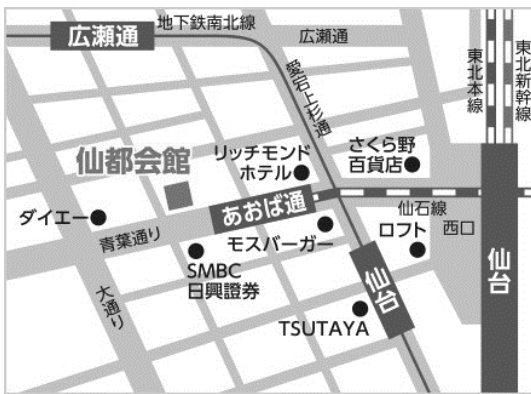 広瀬通
地下鉄南北線
広瀬通
愛宕上杉通
東北本線
東北新幹線
仙都会館
リッチモンド
ホテル
さくら野
百貨店
ダイエー
あおば通
仙石線
青葉通り
モスバーガー
ロフト
西口
仙台
SMBC
日興證券
仙台
大通り
TSUTAYA